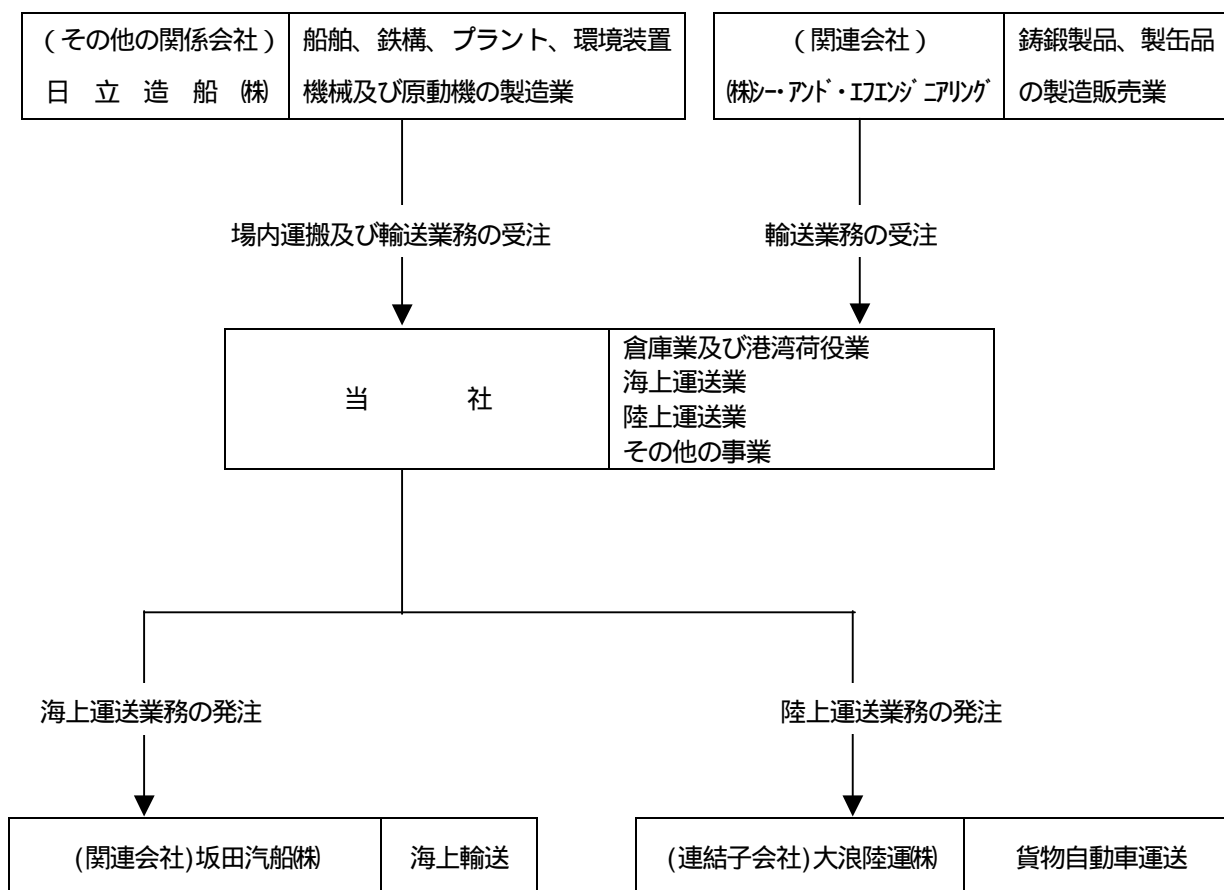 (その他の関係会社)
日立造船㈱
船舶、鉄構、プラント、環境装置
機械及び原動機の製造業
(関連会社)
㈱シー・アンド・エフエンジニアリング
鋳鍛製品、製缶品
の製造販売業
場内運搬及び輸送業務の受注
輸送業務の受注
当社
倉庫業及び港湾荷役業
海上運送業
陸上運送業
その他の事業
海上運送業務の発注
陸上運送業務の発注
(関連会社)坂田汽船㈱
海上輸送
(連結子会社)大浪陸運㈱
貨物自動車運送